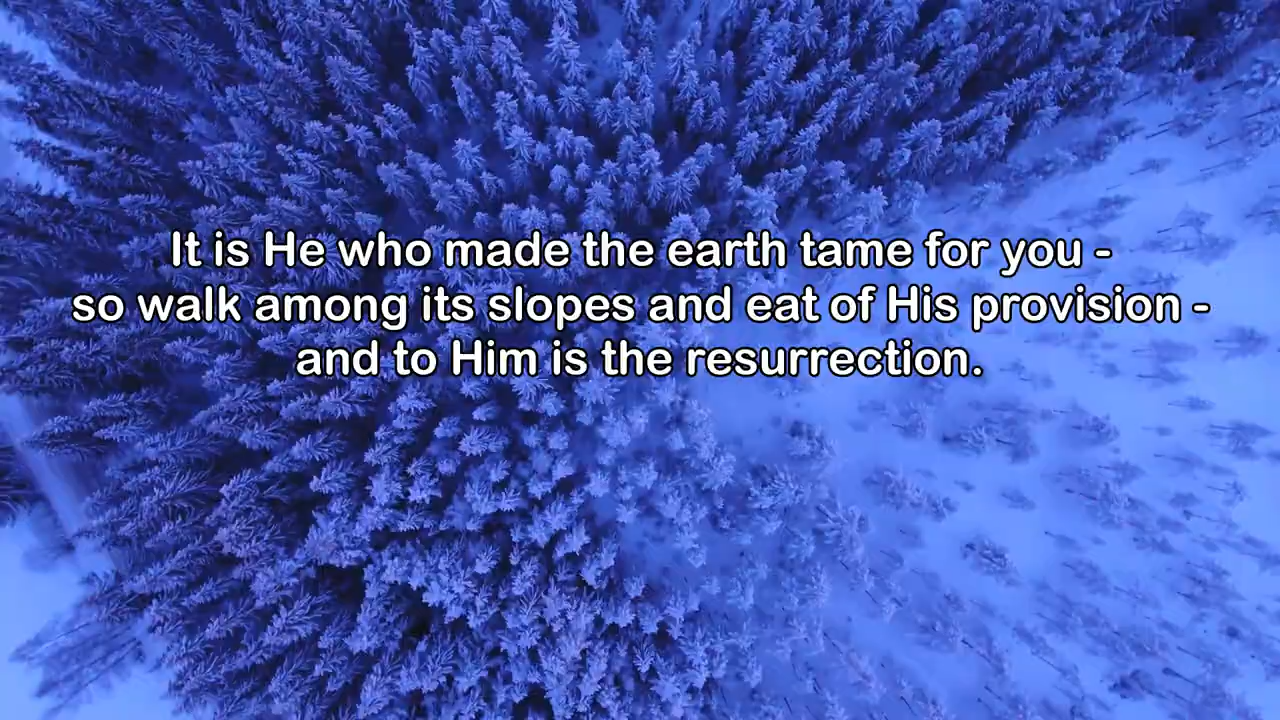 It is He who made the earth tame for you -
so walk among its slopes and eat of His provision -
and to Him is the resurrection.